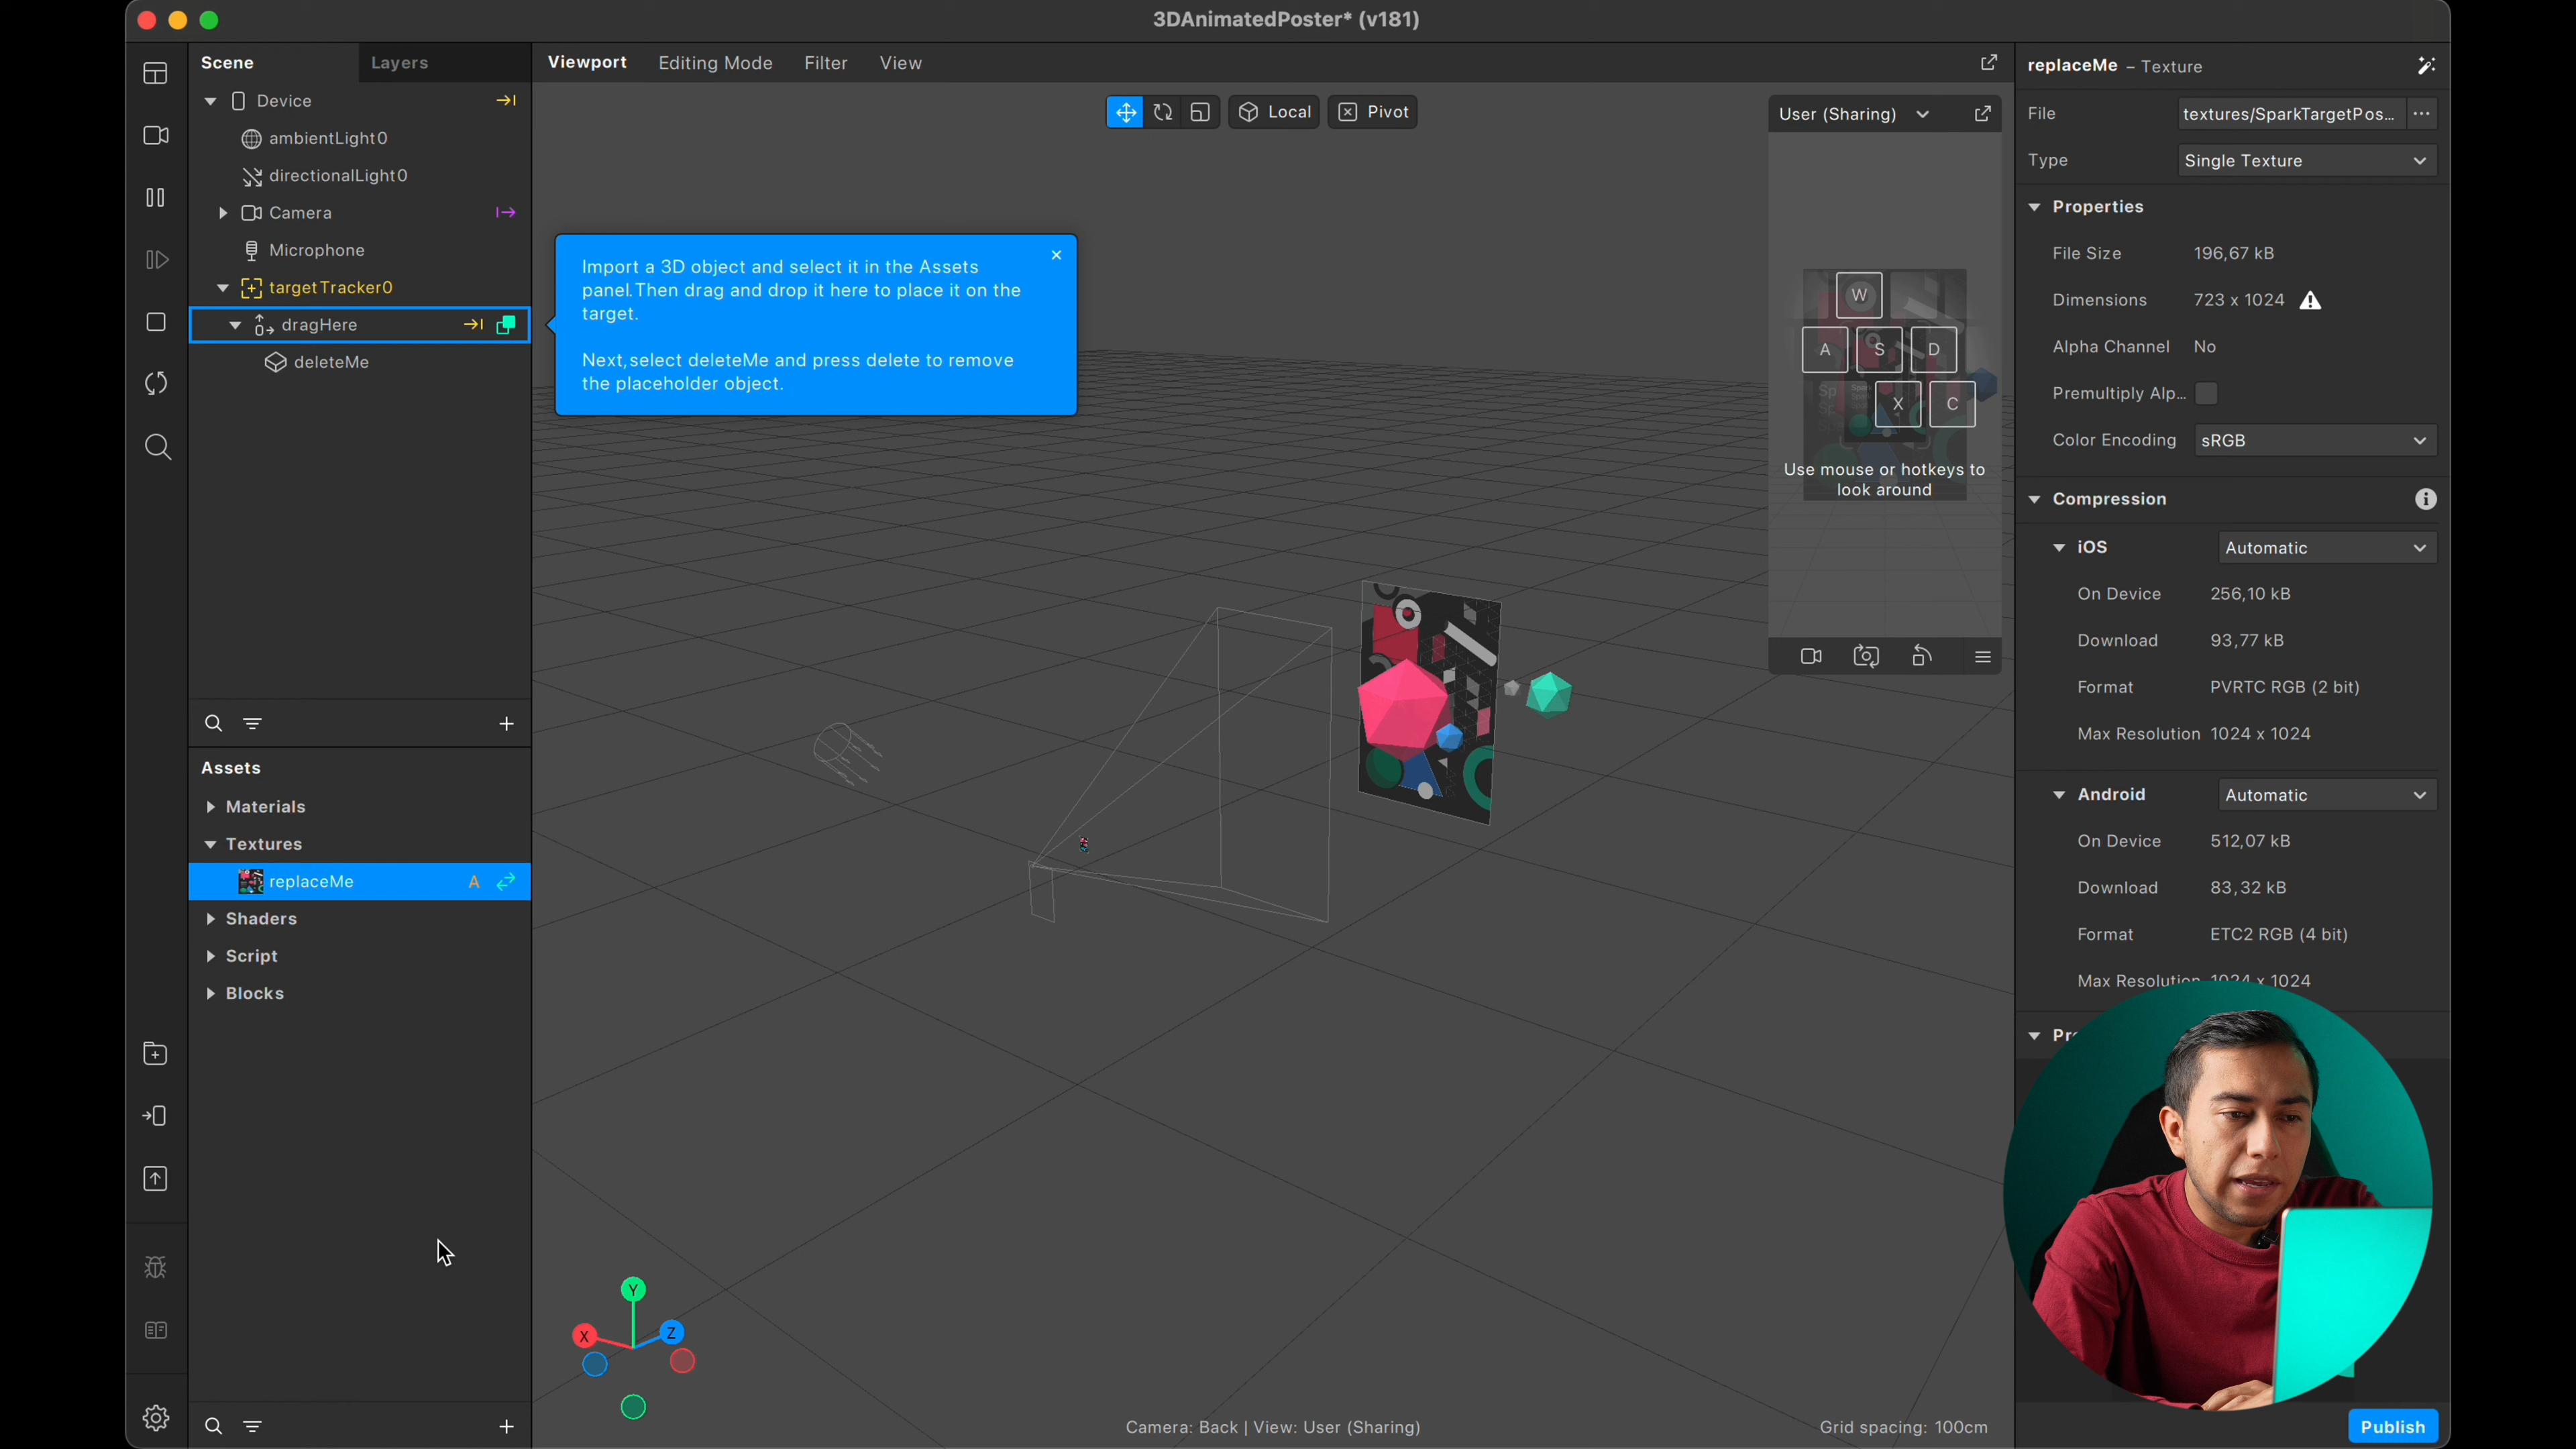 3DAnimatedPoster* (v181)
Scene
Layers
Device
ambientLight0
directionalLight0
Camera
Microphone
targetTracker0
dragHere
deleteMe
Assets
Materials
Textures
replaceMe
A
Shaders
Script
Blocks
Viewport
Editing Mode
Filter
View
Local
Pivot
Import a 3D object and select it in the Assets
panel.Then drag and drop it here to place it on the
target.
Next,select deleteMe and press delete to remove
the placeholder object.
×
User (Sharing)
W
A
S
D
X
C
Use mouse or hotkeys to
look around
Y
X
Z
Camera: Back | View: User (Sharing)
Grid spacing: 100cm
replaceMe – Texture
File
textures/SparkTargetPos...
Type
Single Texture
Properties
File Size
196,67 kB
Dimensions
723 x 1024
Alpha Channel
No
Premultiply Alp...
Color Encoding
sRGB
Compression
iOS
Automatic
On Device
256,10 kB
Download
93,77 kB
Format
PVRTC RGB (2 bit)
Max Resolution
1024 x 1024
Android
Automatic
On Device
512,07 kB
Download
83,32 kB
Format
ETC2 RGB (4 bit)
Max Resolution
1024 x 1024
Publish